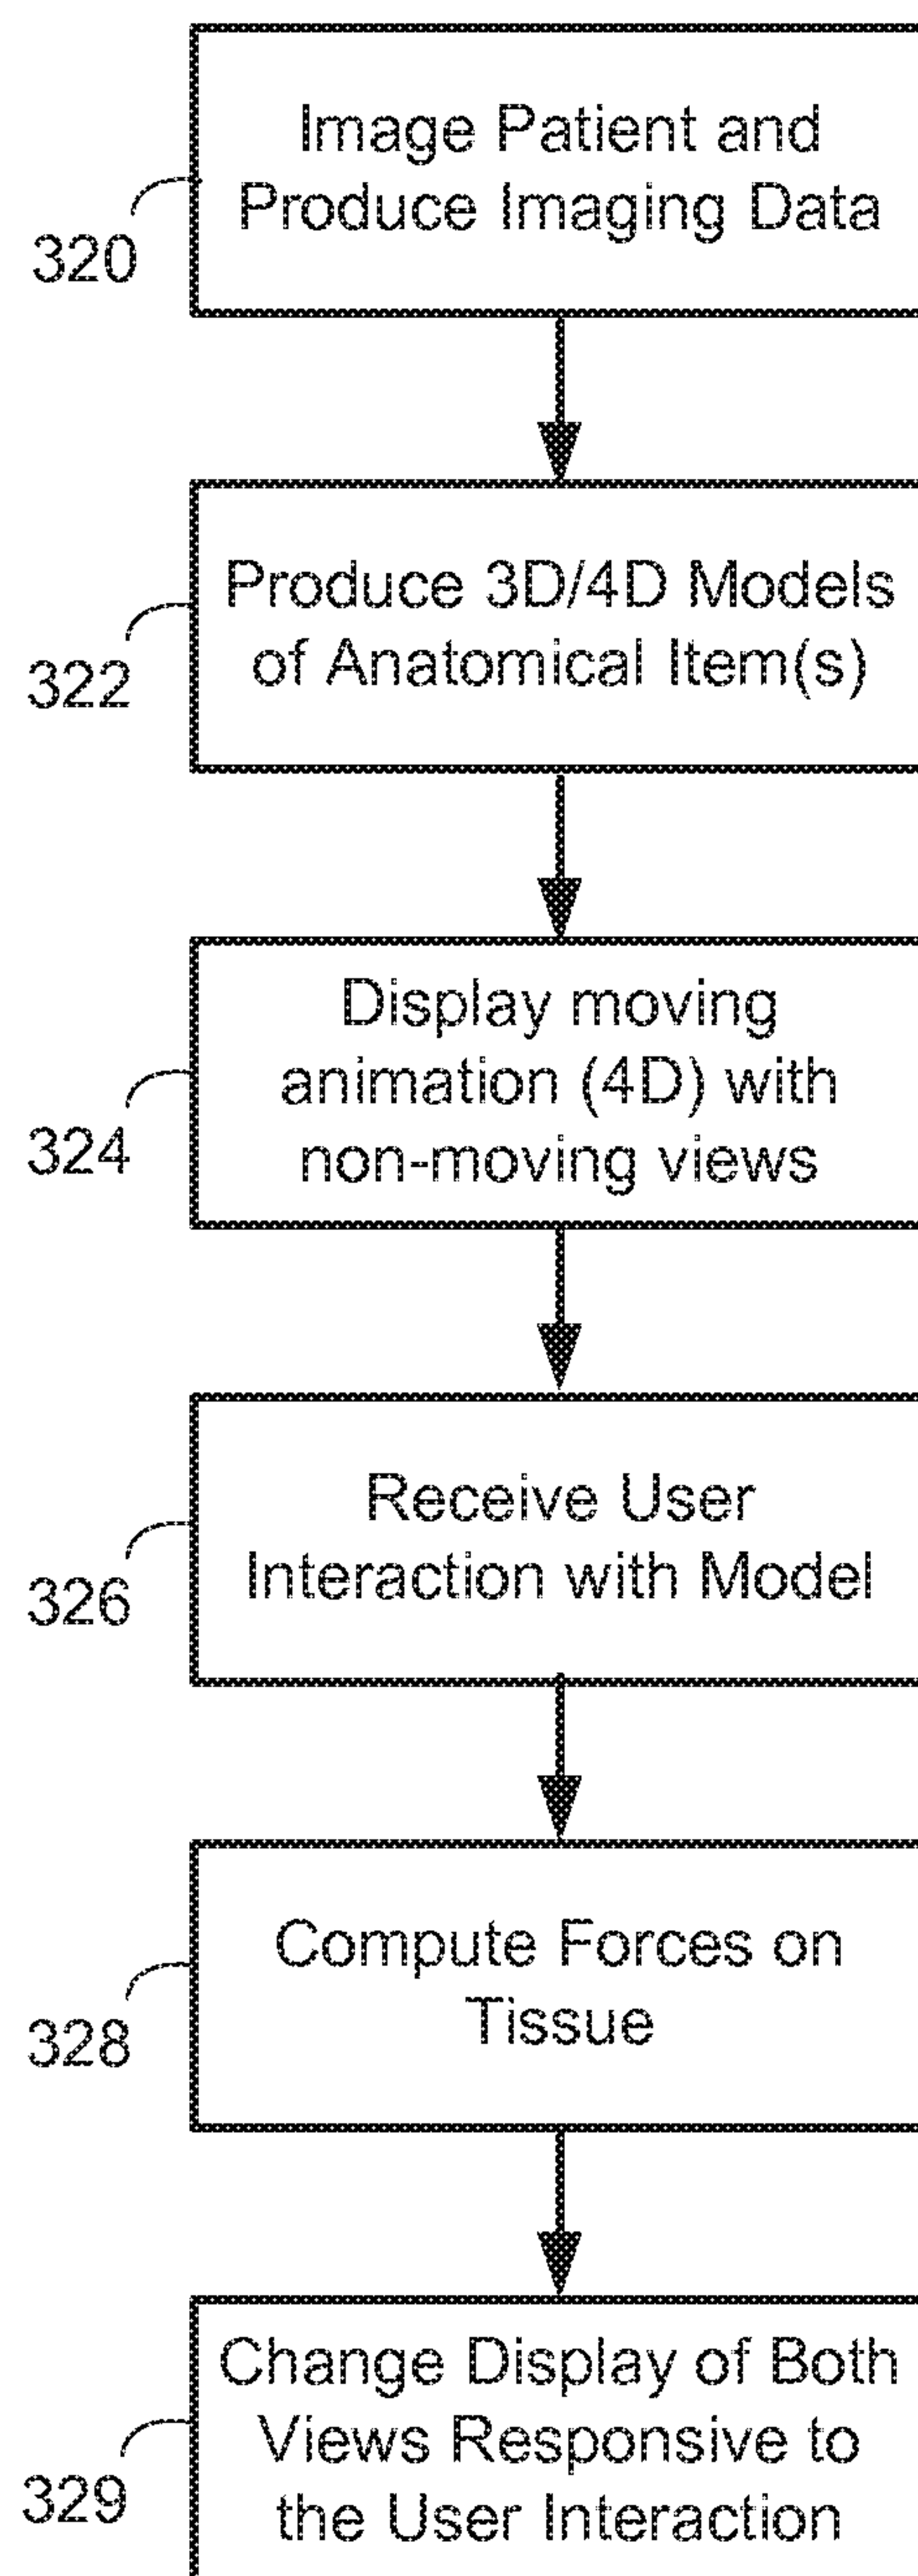 Image Patient and
Produce Imaging Data
320
Produce 3D/4D Models
of Anatomical Item(s)
322
Display moving
animation (4D) with
non-moving views
324
Receive User
Interaction with Model
326
Compute Forces on
Tissue
328
Change Display of Both
Views Responsive to
the User Interaction
329